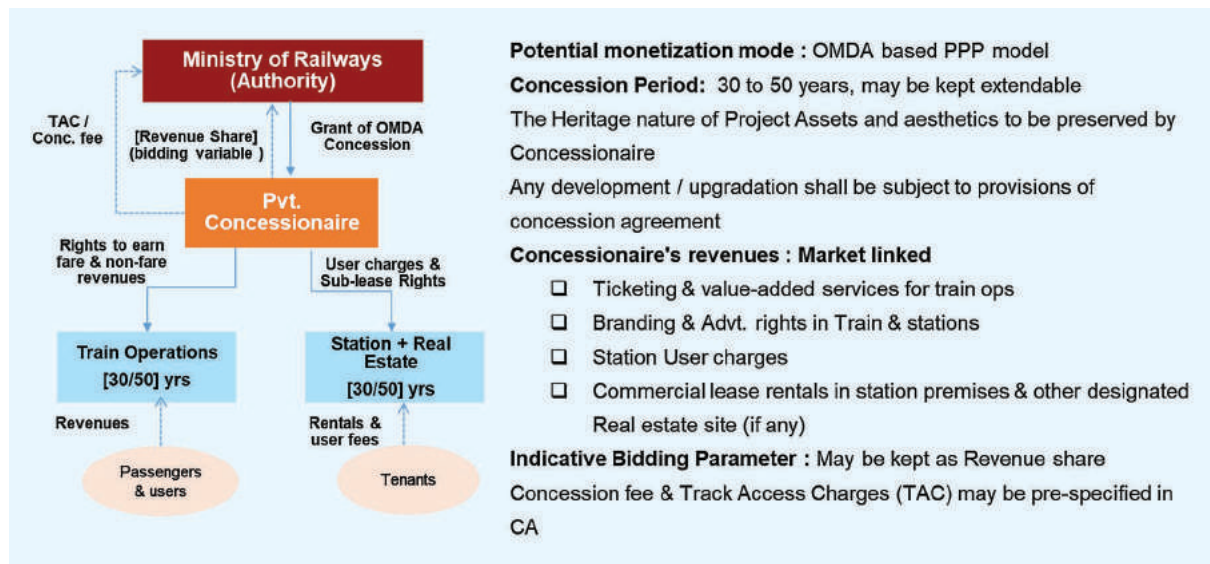 Ministry of Railways
(Authority)
TAC /
Conc. fee
[Revenue Share]
(bidding variable )
Grant of OMDA
Concession
Pvt.
Concessionaire
Rights to earn
fare & non-fare
revenues
User charges &
Sub-lease Rights
Train Operations
[30/50] yrs
Station + Real
Estate
[30/50] yrs
Revenues
Rentals &
user fees
Passengers
& users
Tenants
Potential monetization mode : OMDA based PPP model
Concession Period: 30 to 50 years, may be kept extendable
The Heritage nature of Project Assets and aesthetics to be preserved by
Concessionaire
Any development / upgradation shall be subject to provisions of
concession agreement
Concessionaire's revenues : Market linked
❑ Ticketing & value-added services for train ops
❑ Branding & Advt. rights in Train & stations
❑ Station User charges
❑ Commercial lease rentals in station premises & other designated
Real estate site (if any)
Indicative Bidding Parameter : May be kept as Revenue share
Concession fee & Track Access Charges (TAC) may be pre-specified in
CA